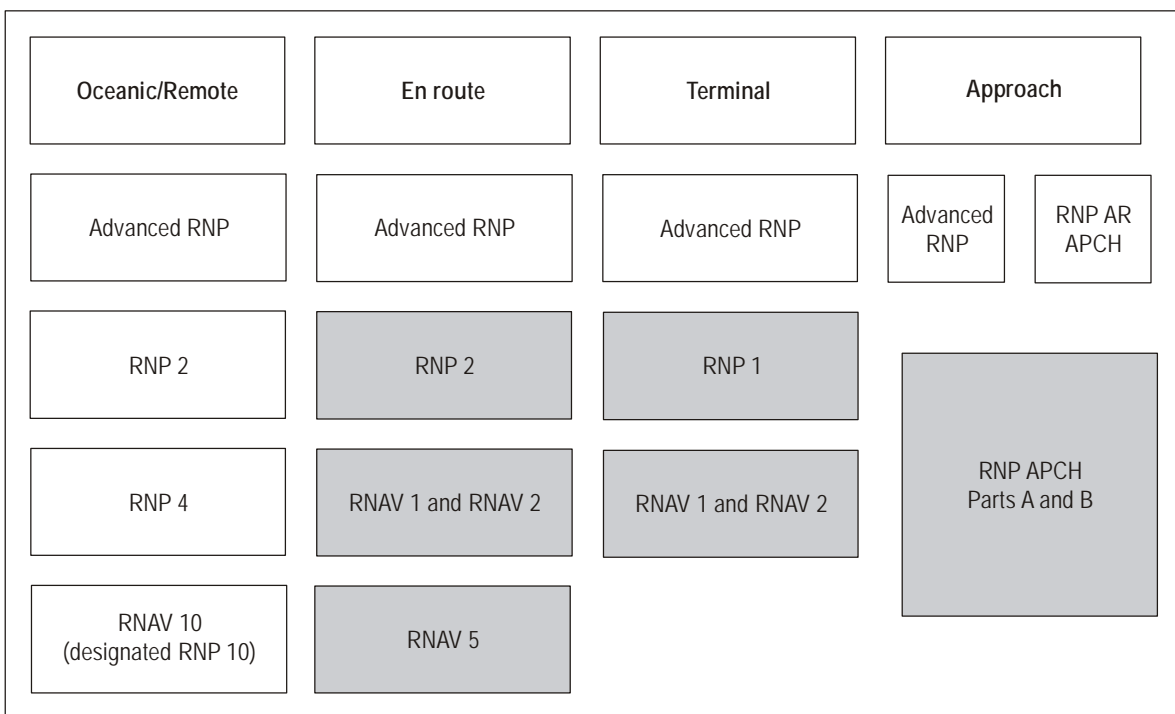 Oceanic/Remote
En route
Terminal
Approach
Advanced RNP
Advanced RNP
Advanced RNP
Advanced
RNP
RNP AR
APCH
RNP 2
RNP 2
RNP 1
RNP 4
RNAV 1 and RNAV 2
RNAV 1 and RNAV 2
RNP APCH
Parts A and B
RNAV 10
(designated RNP 10)
RNAV 5